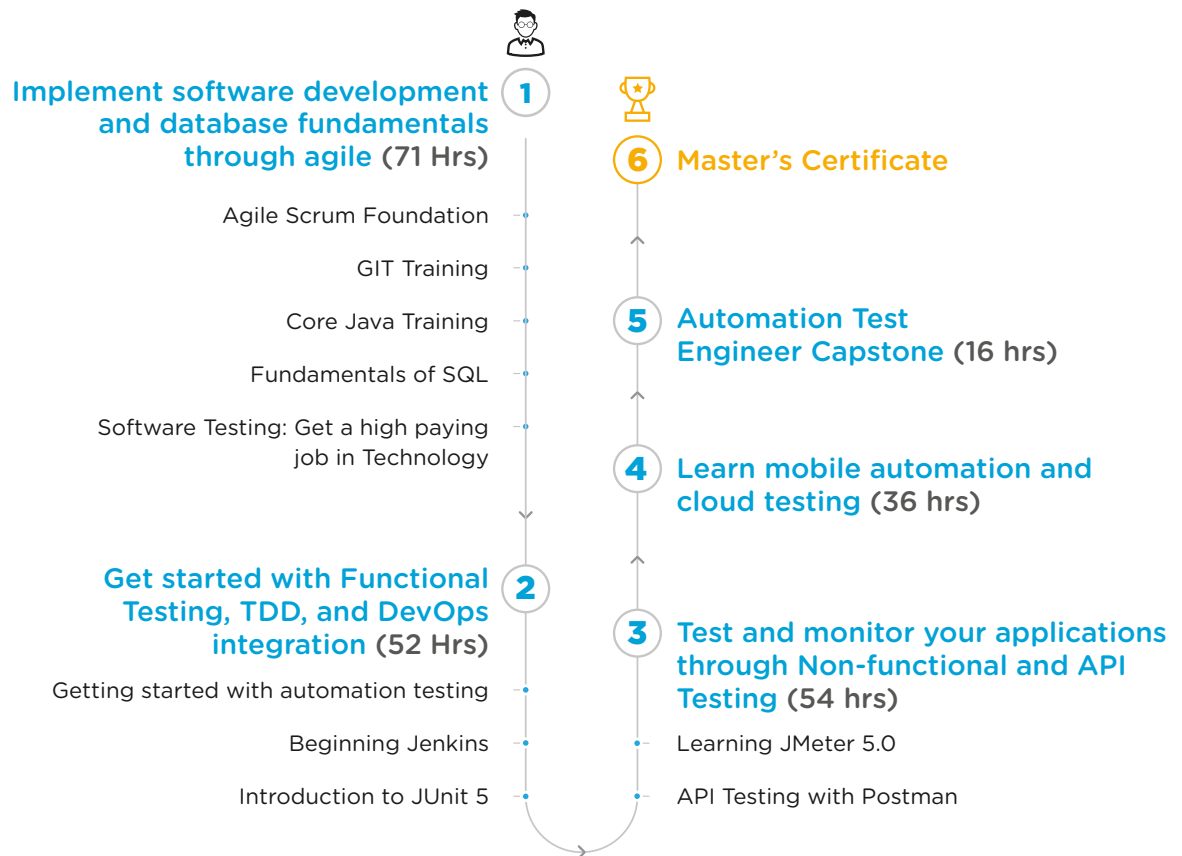 1
Implement software development
and database fundamentals
through agile (71 Hrs)
Agile Scrum Foundation
GIT Training
Core Java Training
Fundamentals of SQL
Software Testing: Get a high paying
job in Technology
2
Get started with Functional
Testing, TDD, and DevOps
integration (52 Hrs)
Getting started with automation testing
Beginning Jenkins
Introduction to JUnit 5
3
Test and monitor your applications
through Non-functional and API
Testing (54 hrs)
Learning JMeter 5.0
API Testing with Postman
4
Learn mobile automation and
cloud testing (36 hrs)
5
Automation Test
Engineer Capstone (16 hrs)
6
Master’s Certificate